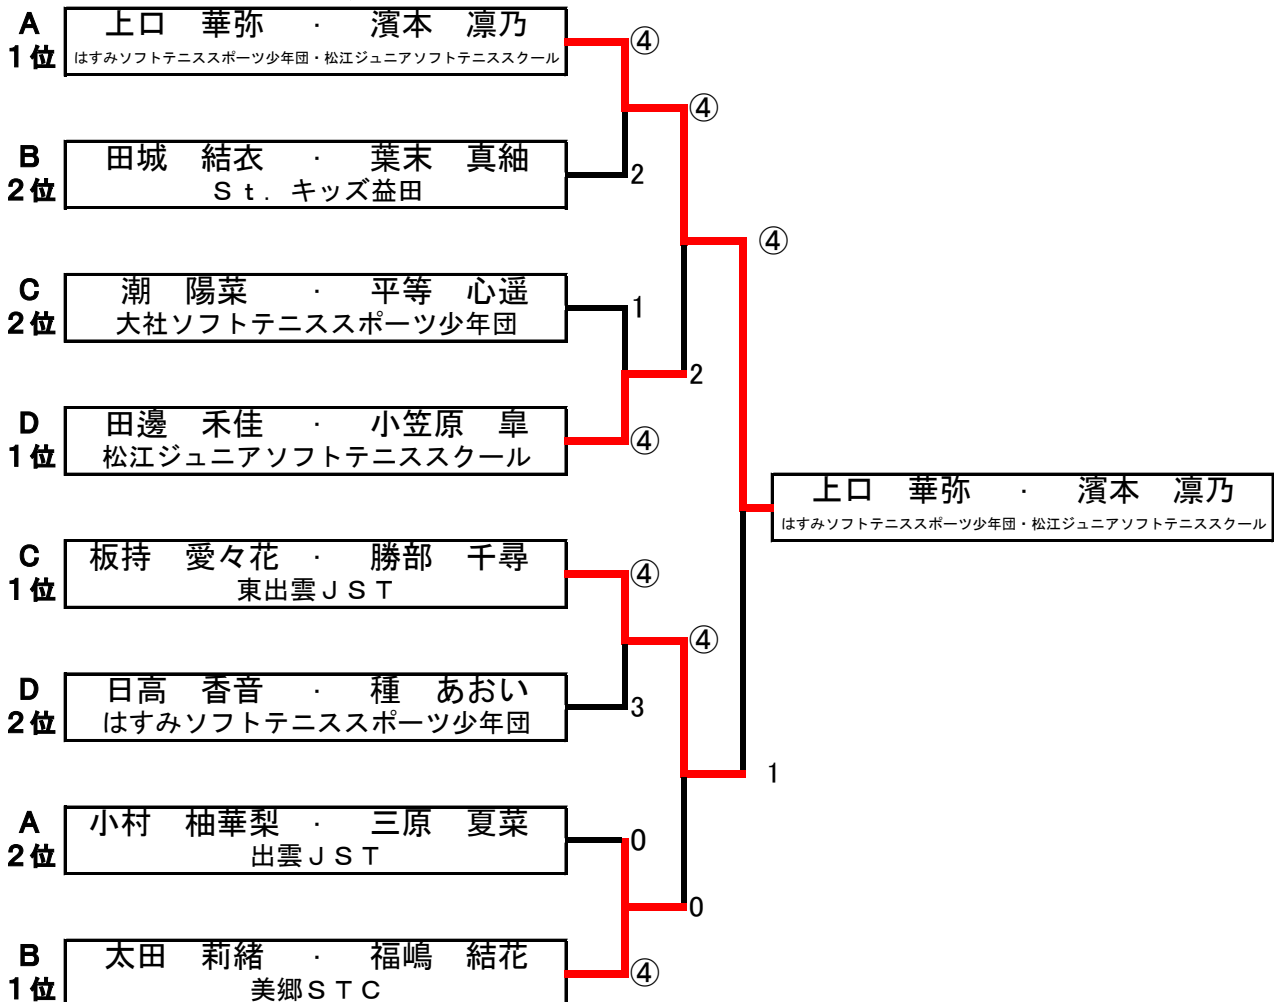 A
1位
上口 華弥 ・ 濱本 凛乃
はすみソフトテニススポーツ少年団・松江ジュニアソフトテニススクール
④
④
B
2位
田城 結衣 ・ 葉末 真紬
Ｓｔ．キッズ益田
2
④
C
2位
潮 陽菜 ・ 平等 心遥
大社ソフトテニススポーツ少年団
1
2
D
1位
田邊 禾佳 ・ 小笠原 皐
松江ジュニアソフトテニススクール
④
上口 華弥 ・ 濱本 凛乃
はすみソフトテニススポーツ少年団・松江ジュニアソフトテニススクール
C
1位
板持 愛々花 ・ 勝部 千尋
東出雲ＪＳＴ
④
④
D
2位
日高 香音 ・ 種 あおい
はすみソフトテニススポーツ少年団
3
1
A
2位
小村 柚華梨 ・ 三原 夏菜
出雲ＪＳＴ
0
0
B
1位
太田 莉緒 ・ 福嶋 結花
美郷ＳＴＣ
④